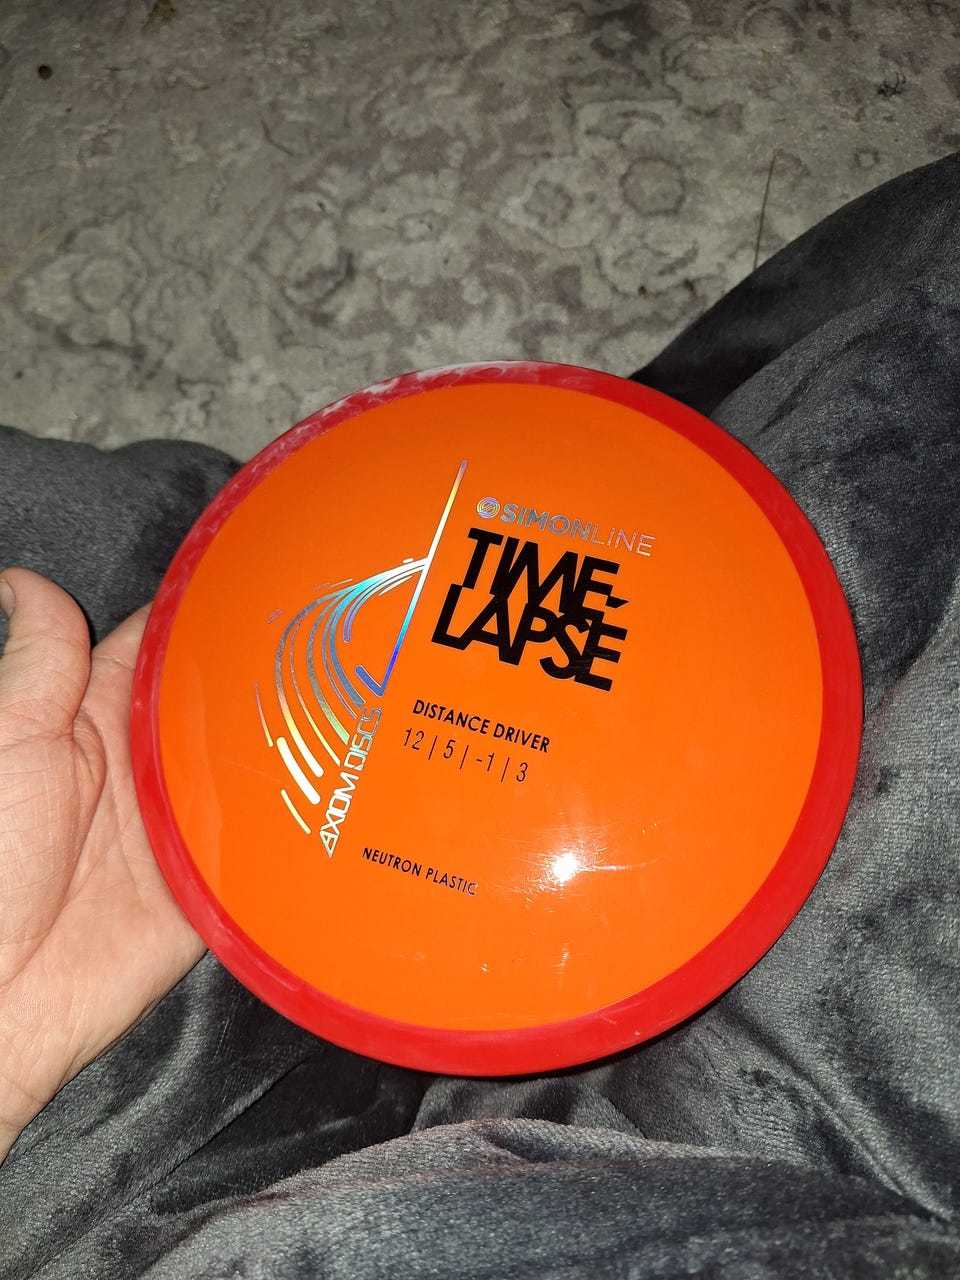 SIMONLINE
TIME-
LAPSE
DISTANCE DRIVER
12 | 5 | -1 | 3
AXIOM DISCS
NEUTRON PLASTIC